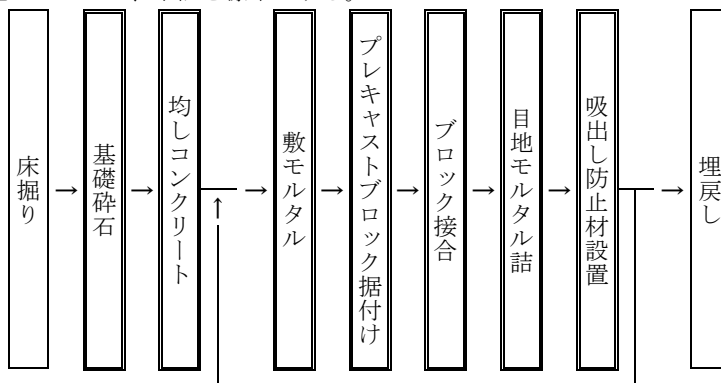 床掘り
→
基礎砕石
→
均しコンクリート
→
敷モルタル
→
プレキャストブロック据付け
→
ブロック接合
→
目地モルタル詰
→
吸出し防止材設置
→
埋戻し
↑